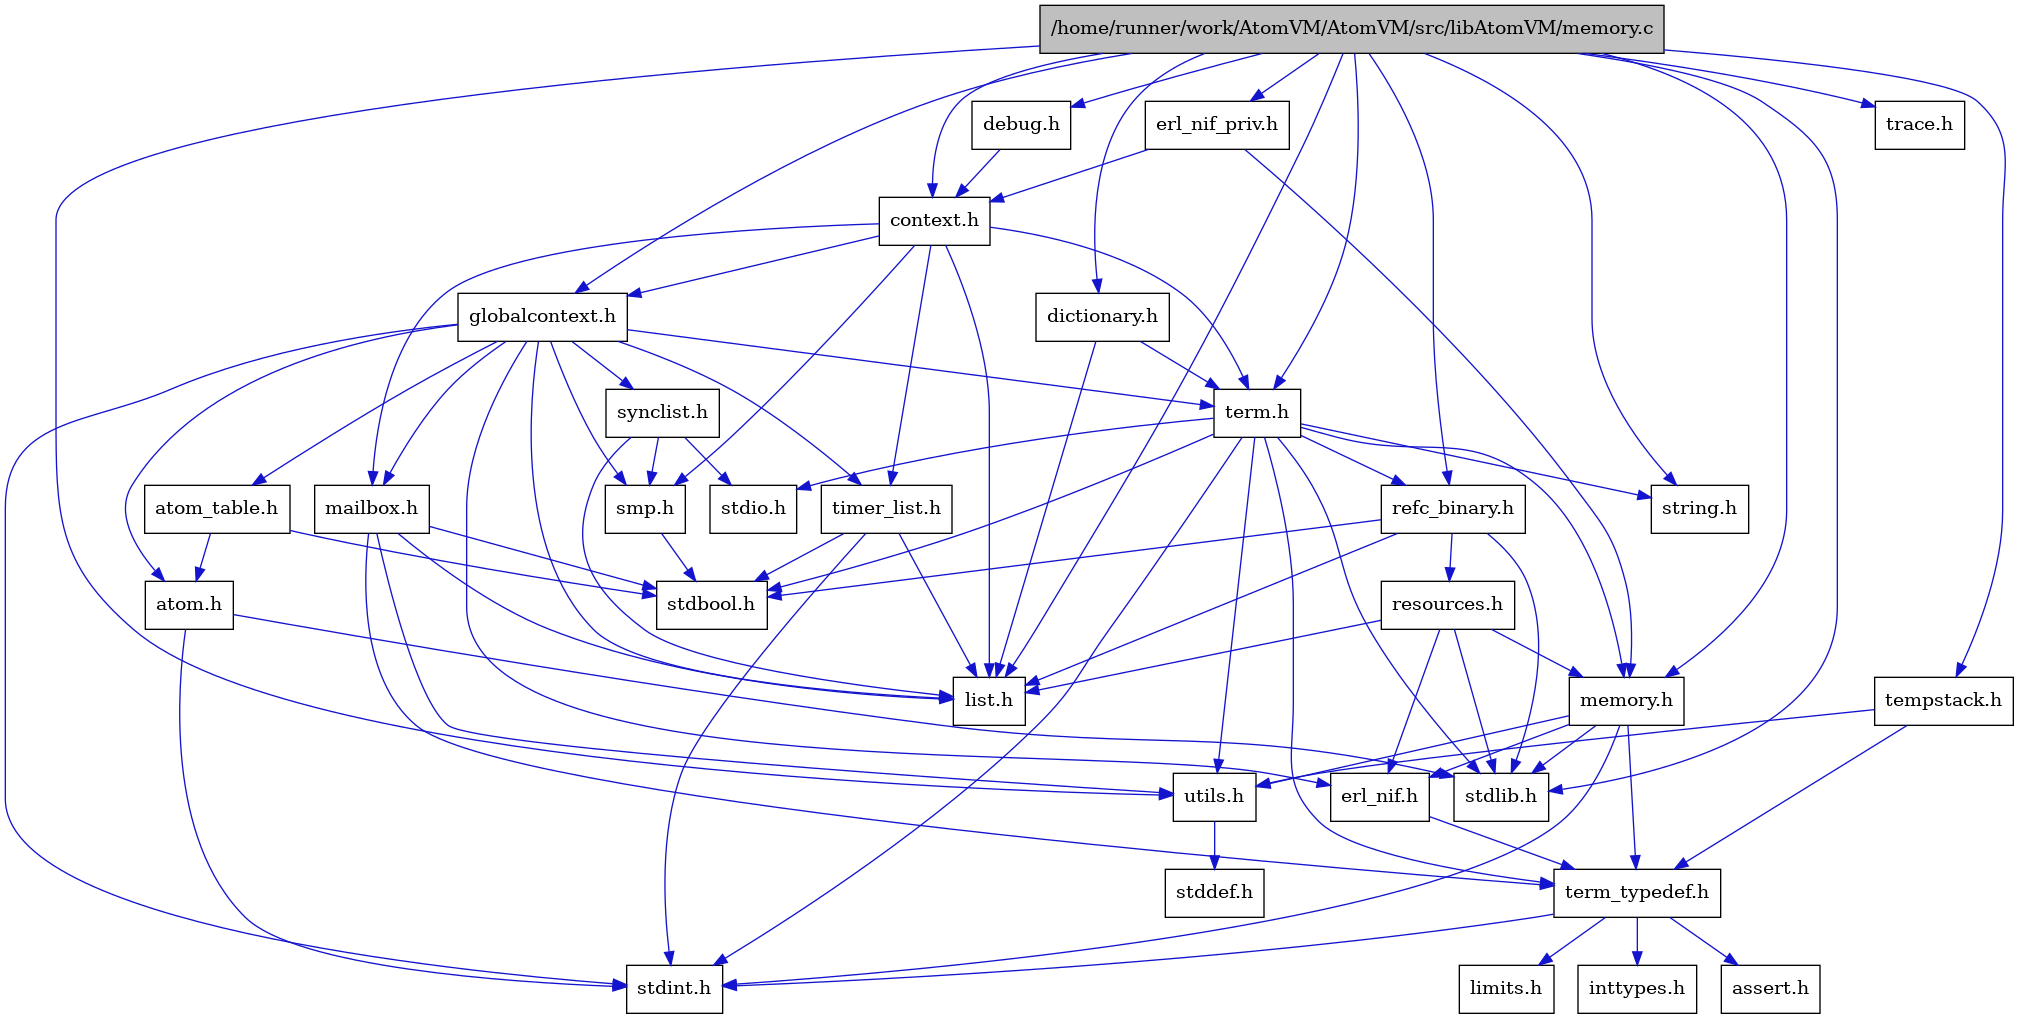 /home/runner/work/AtomVM/AtomVM/src/libAtomVM/memory.c
debug.h
erl_nif_priv.h
trace.h
context.h
globalcontext.h
dictionary.h
synclist.h
term.h
atom_table.h
mailbox.h
smp.h
stdio.h
timer_list.h
refc_binary.h
string.h
atom.h
stdbool.h
resources.h
list.h
memory.h
tempstack.h
utils.h
erl_nif.h
stdlib.h
stddef.h
term_typedef.h
stdint.h
limits.h
inttypes.h
assert.h